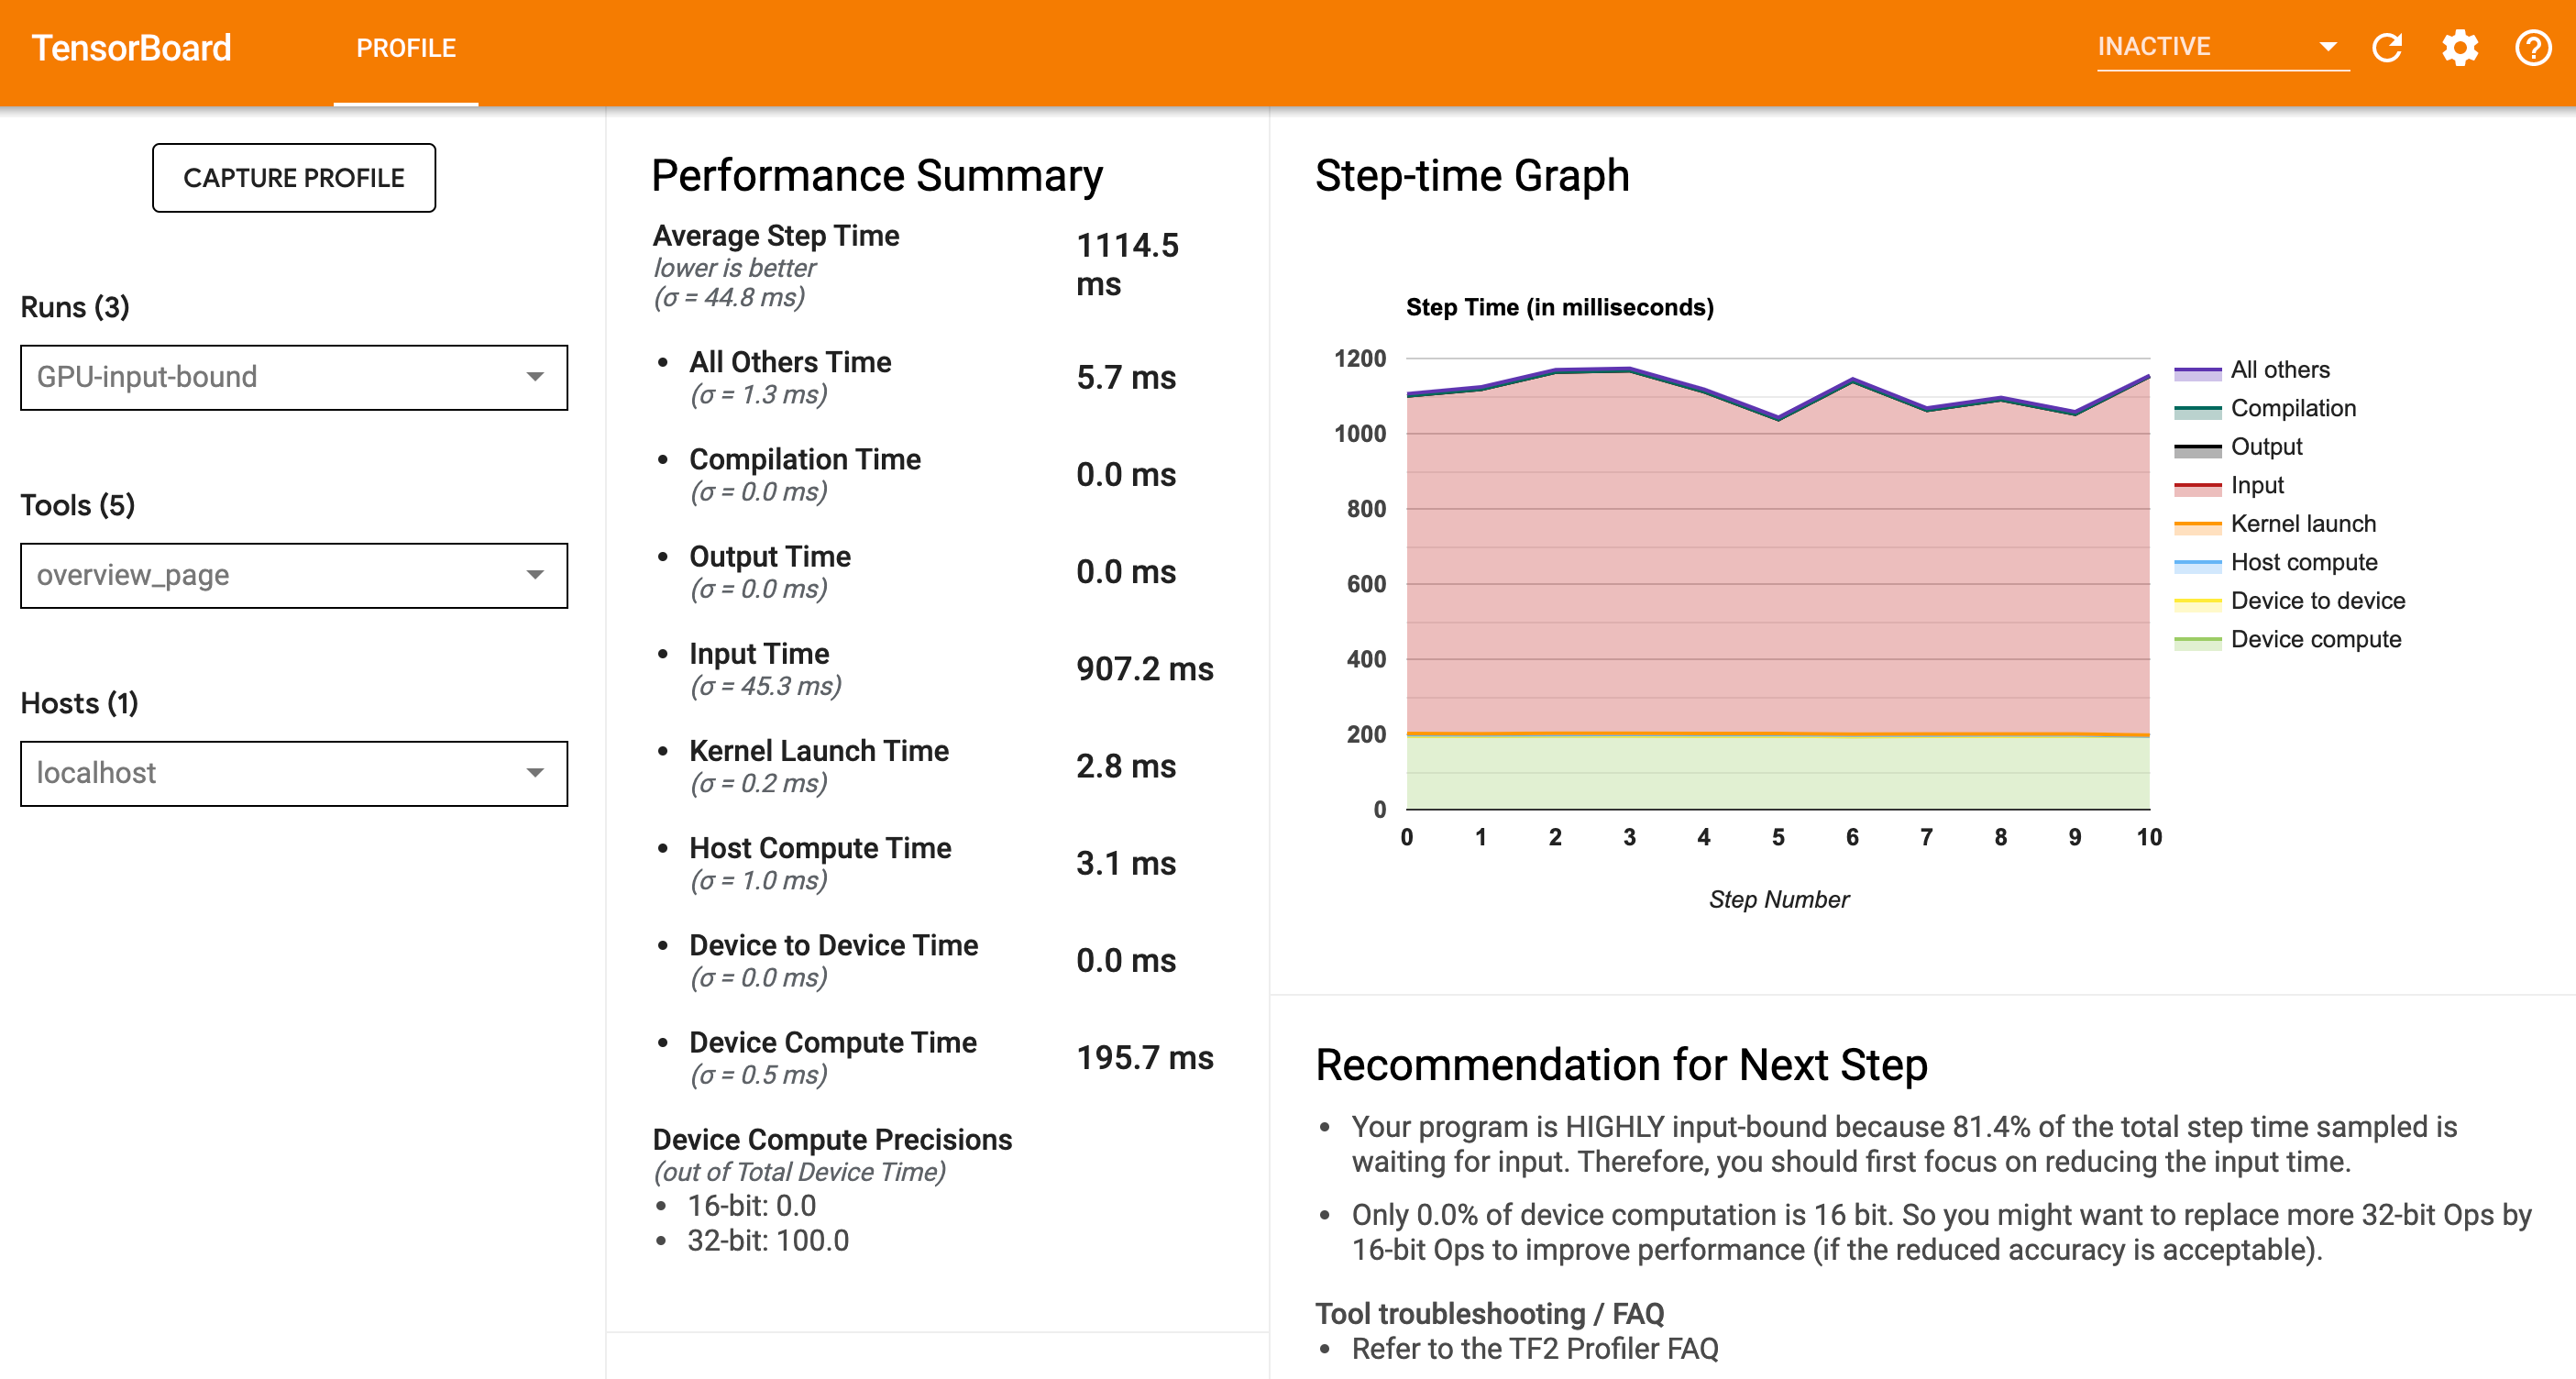 TensorBoard
PROFILE
INACTIVE
CAPTURE PROFILE
Runs (3)
GPU-input-bound
Tools (5)
overview_page
Hosts (1)
localhost
Performance Summary
Average Step Time
lower is better
(σ = 44.8 ms)
1114.5
ms
• All Others Time
(σ = 1.3 ms)
5.7 ms
• Compilation Time
(σ = 0.0 ms)
0.0 ms
• Output Time
(σ = 0.0 ms)
0.0 ms
• Input Time
(σ = 45.3 ms)
907.2 ms
• Kernel Launch Time
(σ = 0.2 ms)
2.8 ms
• Host Compute Time
(σ = 1.0 ms)
3.1 ms
• Device to Device Time
(σ = 0.0 ms)
0.0 ms
• Device Compute Time
(σ = 0.5 ms)
195.7 ms
Device Compute Precisions
(out of Total Device Time)
• 16-bit: 0.0
• 32-bit: 100.0
Step-time Graph
Step Time (in milliseconds)
1200
1000
800
600
400
200
0
0 1 2 3 4 5 6 7 8 9 10
Step Number
All others
Compilation
Output
Input
Kernel launch
Host compute
Device to device
Device compute
Recommendation for Next Step
• Your program is HIGHLY input-bound because 81.4% of the total step time sampled is
waiting for input. Therefore, you should first focus on reducing the input time.
• Only 0.0% of device computation is 16 bit. So you might want to replace more 32-bit Ops by
16-bit Ops to improve performance (if the reduced accuracy is acceptable).
Tool troubleshooting / FAQ
• Refer to the TF2 Profiler FAQ